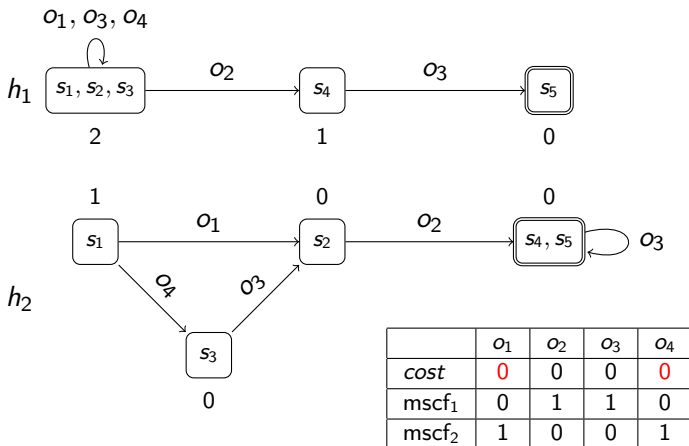 o₁, o₃, o₄
h₁ s₁, s₂, s₃ o₂ s₄ o₃ s₅
2 1 0
1 0 0
s₁ o₁ s₂ o₂ s₄, s₅ o₃
h₂ o₄ o₃
s₃
0
o₁ o₂ o₃ o₄
cost 0 0 0 0
mscf₁ 0 1 1 0
mscf₂ 1 0 0 1